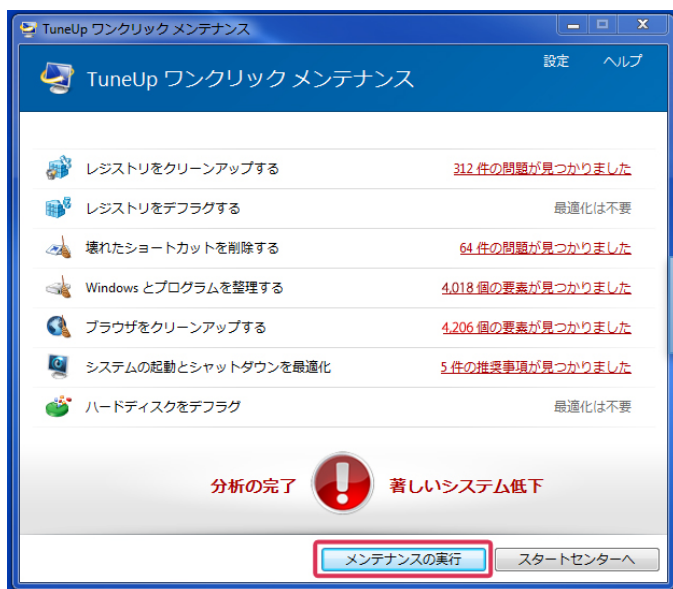 TuneUp ワンクリック メンテナンス
TuneUp ワンクリック メンテナンス
設定 ヘルプ
レジストリをクリーンアップする 312 件の問題が見つかりました
レジストリをデフラグする 最適化は不要
壊れたショートカットを削除する 64 件の問題が見つかりました
Windows とプログラムを整理する 4,018 個の要素が見つかりました
ブラウザをクリーンアップする 4,206 個の要素が見つかりました
システムの起動とシャットダウンを最適化 5 件の推奨事項が見つかりました
ハードディスクをデフラグ 最適化は不要
分析の完了 著しいシステム低下
メンテナンスの実行 スタートセンターへ